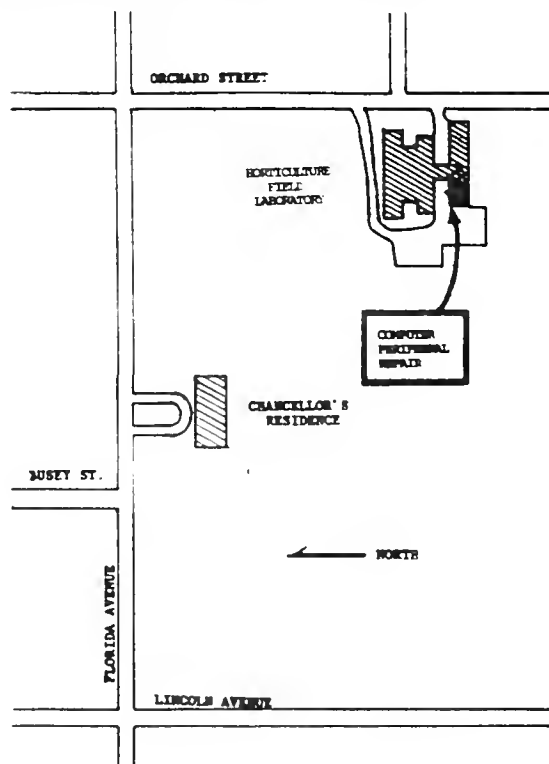 ORCHARD STREET
HORTICULTURE
FIELD
LABORATORY
COMPUTER
PERIPHERAL
REPAIR
CHANCELLOR'S
RESIDENCE
BUSEY ST.
NORTH
FLORIDA AVENUE
LINCOLN AVENUE